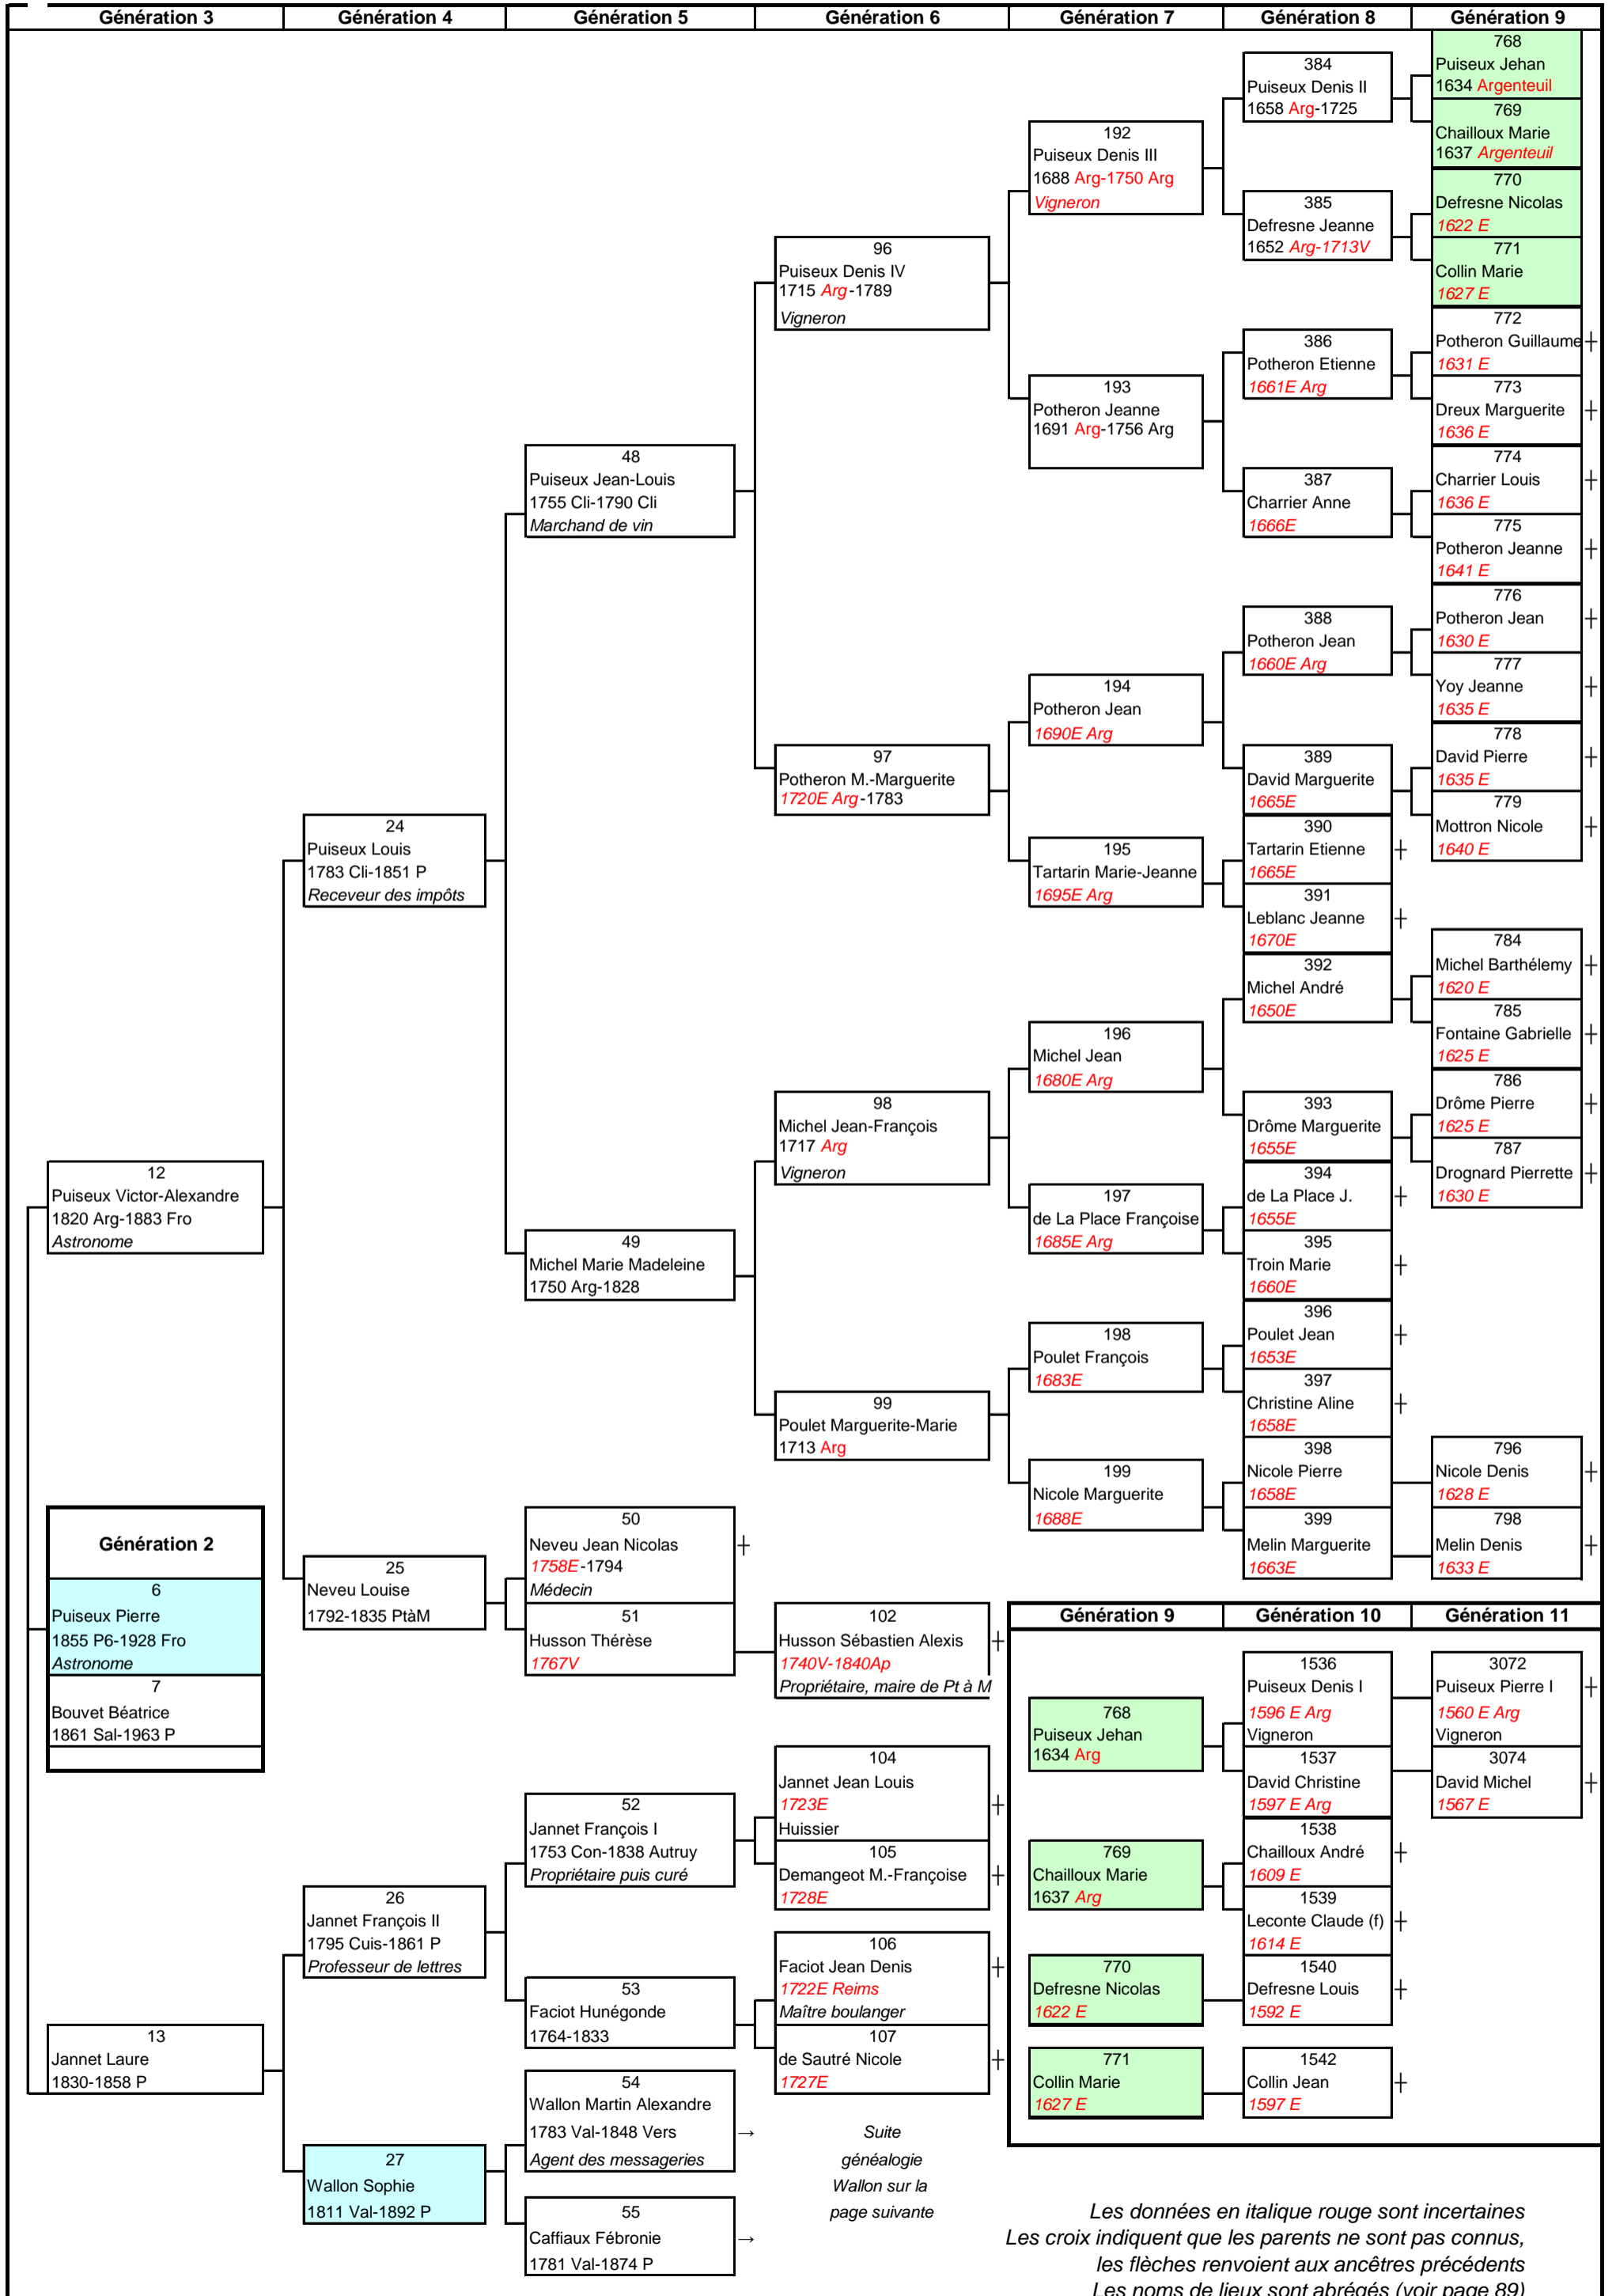 Génération 3 Génération 4 Génération 5 Génération 6 Génération 7 Génération 8 Génération 9
12
Puiseux Victor-Alexandre
1820 Arg-1883 Fro
Astronome
Génération 2
6
Puiseux Pierre
1855 P6-1928 Fro
Astronome
7
Bouvet Béatrice
1861 Sal-1963 P
13
Jannet Laure
1830-1858 P
24
Puiseux Louis
1783 Cli-1851 P
Receveur des impôts
25
Neveu Louise
1792-1835 PtàM
26
Jannet François II
1795 Cuis-1861 P
Professeur de lettres
27
Wallon Sophie
1811 Val-1892 P
48
Puiseux Jean-Louis
1755 Cli-1790 Cli
Marchand de vin
49
Michel Marie Madeleine
1750 Arg-1828
50
Neveu Jean Nicolas
1758E-1794
Médecin
51
Husson Thérèse
1767V
52
Jannet François I
1753 Con-1838 Autruy
Propriétaire puis curé
53
Faciot Hunégonde
1764-1833
54
Wallon Martin Alexandre
1783 Val-1848 Vers
Agent des messageries
→
55
Caffiaux Fébronie
1781 Val-1874 P
→
96
Puiseux Denis IV
1715 Arg-1789
Vigneron
97
Potheron M.-Marguerite
1720E Arg-1783
98
Michel Jean-François
1717 Arg
Vigneron
99
Poulet Marguerite-Marie
1713 Arg
102
Husson Sébastien Alexis
1740V-1840Ap
Propriétaire, maire de Pt à M
104
Jannet Jean Louis
1723E
Huissier
105
Demangeot M.-Françoise
1728E
106
Faciot Jean Denis
1722E Reims
Maître boulanger
107
de Sautré Nicole
1727E
Suite
généalogie
Wallon sur la
page suivante
192
Puiseux Denis III
1688 Arg-1750 Arg
Vigneron
193
Potheron Jeanne
1691 Arg-1756 Arg
194
Potheron Jean
1690E Arg
195
Tartarin Marie-Jeanne
1695E Arg
196
Michel Jean
1680E Arg
197
de La Place Françoise
1685E Arg
198
Poulet François
1683E
199
Nicole Marguerite
1688E
384
Puiseux Denis II
1658 Arg-1725
385
Defresne Jeanne
1652 Arg-1713V
386
Potheron Etienne
1661E Arg
387
Charrier Anne
1666E
388
Potheron Jean
1660E Arg
389
David Marguerite
1665E
390
Tartarin Etienne
1665E
391
Leblanc Jeanne
1670E
392
Michel André
1650E
393
Drôme Marguerite
1655E
394
de La Place J.
1655E
395
Troin Marie
1660E
396
Poulet Jean
1653E
397
Christine Aline
1658E
398
Nicole Pierre
1658E
399
Melin Marguerite
1663E
768
Puiseux Jehan
1634 Argenteuil
769
Chailloux Marie
1637 Argenteuil
770
Defresne Nicolas
1622 E
771
Collin Marie
1627 E
772
Potheron Guillaume
1631 E
773
Dreux Marguerite
1636 E
774
Charrier Louis
1636 E
775
Potheron Jeanne
1641 E
776
Potheron Jean
1630 E
777
Yoy Jeanne
1635 E
778
David Pierre
1635 E
779
Mottron Nicole
1640 E
784
Michel Barthélemy
1620 E
785
Fontaine Gabrielle
1625 E
786
Drôme Pierre
1625 E
787
Drognard Pierrette
1630 E
796
Nicole Denis
1628 E
798
Melin Denis
1633 E
Génération 9 Génération 10 Génération 11
768
Puiseux Jehan
1634 Arg
769
Chailloux Marie
1637 Arg
770
Defresne Nicolas
1622 E
771
Collin Marie
1627 E
1536
Puiseux Denis I
1596 E Arg
Vigneron
1537
David Christine
1597 E Arg
1538
Chailloux André
1609 E
1539
Leconte Claude (f)
1614 E
1540
Defresne Louis
1592 E
1542
Collin Jean
1597 E
3072
Puiseux Pierre I
1560 E Arg
Vigneron
3074
David Michel
1567 E
Les données en italique rouge sont incertaines
Les croix indiquent que les parents ne sont pas connus,
les flèches renvoient aux ancêtres précédents
Les noms de lieux sont abrégés (voir page 89)